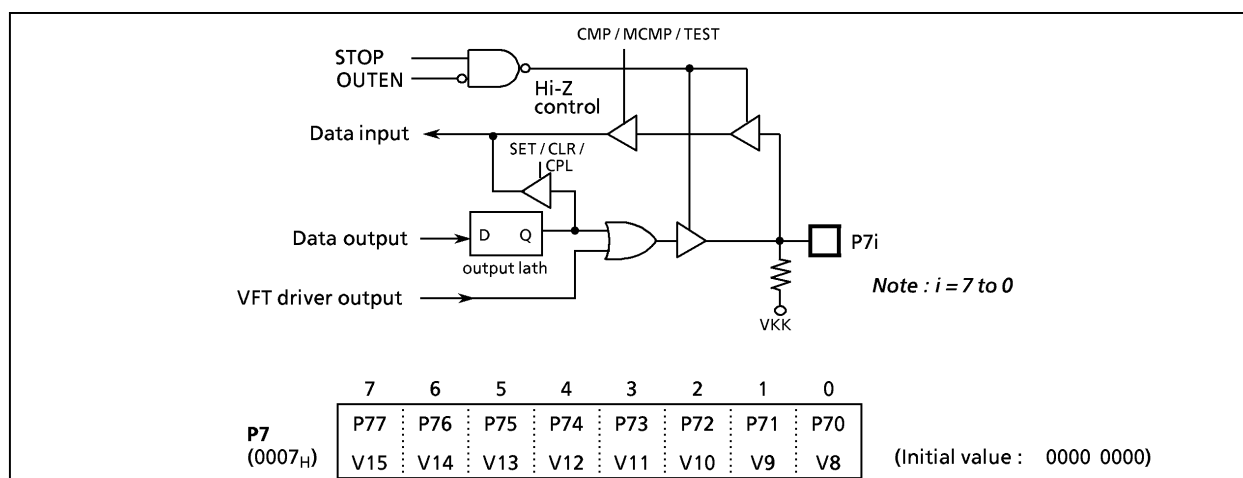 CMP / MCMP / TEST
STOP
OUTEN
Hi-Z
control
Data input
SET / CLR /
CPL
Data output
D Q
P7i
output lath
Note : i = 7 to 0
VFT driver output
VKK
7 6 5 4 3 2 1 0
P7
(0007H)
P77 P76 P75 P74 P73 P72 P71 P70
V15 V14 V13 V12 V11 V10 V9 V8
(Initial value : 0000 0000)